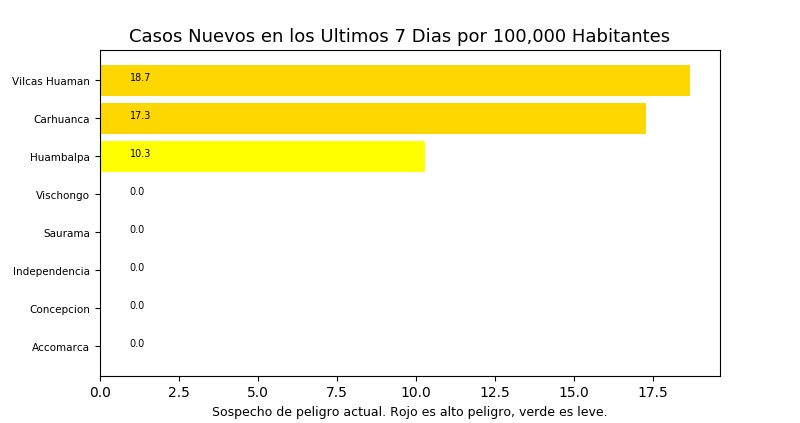 Casos Nuevos en los Ultimos 7 Dias por 100,000 Habitantes
Vilcas Huaman 18.7
Carhuanca 17.3
Huambalpa 10.3
Vischongo 0.0
Saurama 0.0
Independencia 0.0
Concepcion 0.0
Accomarca 0.0
0.0 2.5 5.0 7.5 10.0 12.5 15.0 17.5
Sospecho de peligro actual. Rojo es alto peligro, verde es leve.